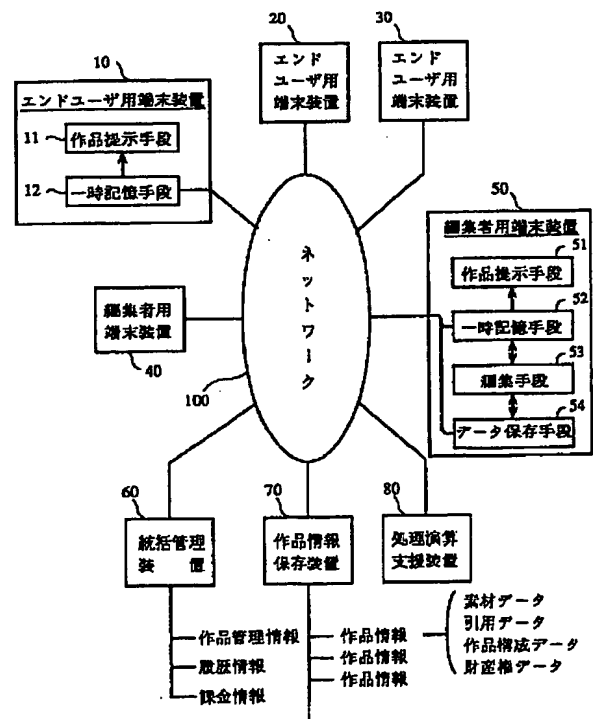 10
エンドユーザ用端末装置
11
作品提示手段
12
一時記憶手段
20
エンド
ユーザ用
端末装置
30
エンド
ユーザ用
端末装置
ネットワーク
100
編集者用
端末装置
40
50
編集者用端末装置
51
作品提示手段
52
一時記憶手段
53
編集手段
54
データ保存手段
60
統括管理
装置
作品管理情報
履歴情報
課金情報
70
作品情報
保存装置
作品情報
作品情報
作品情報
80
処理演算
支援装置
素材データ
引用データ
作品構成データ
財産権データ